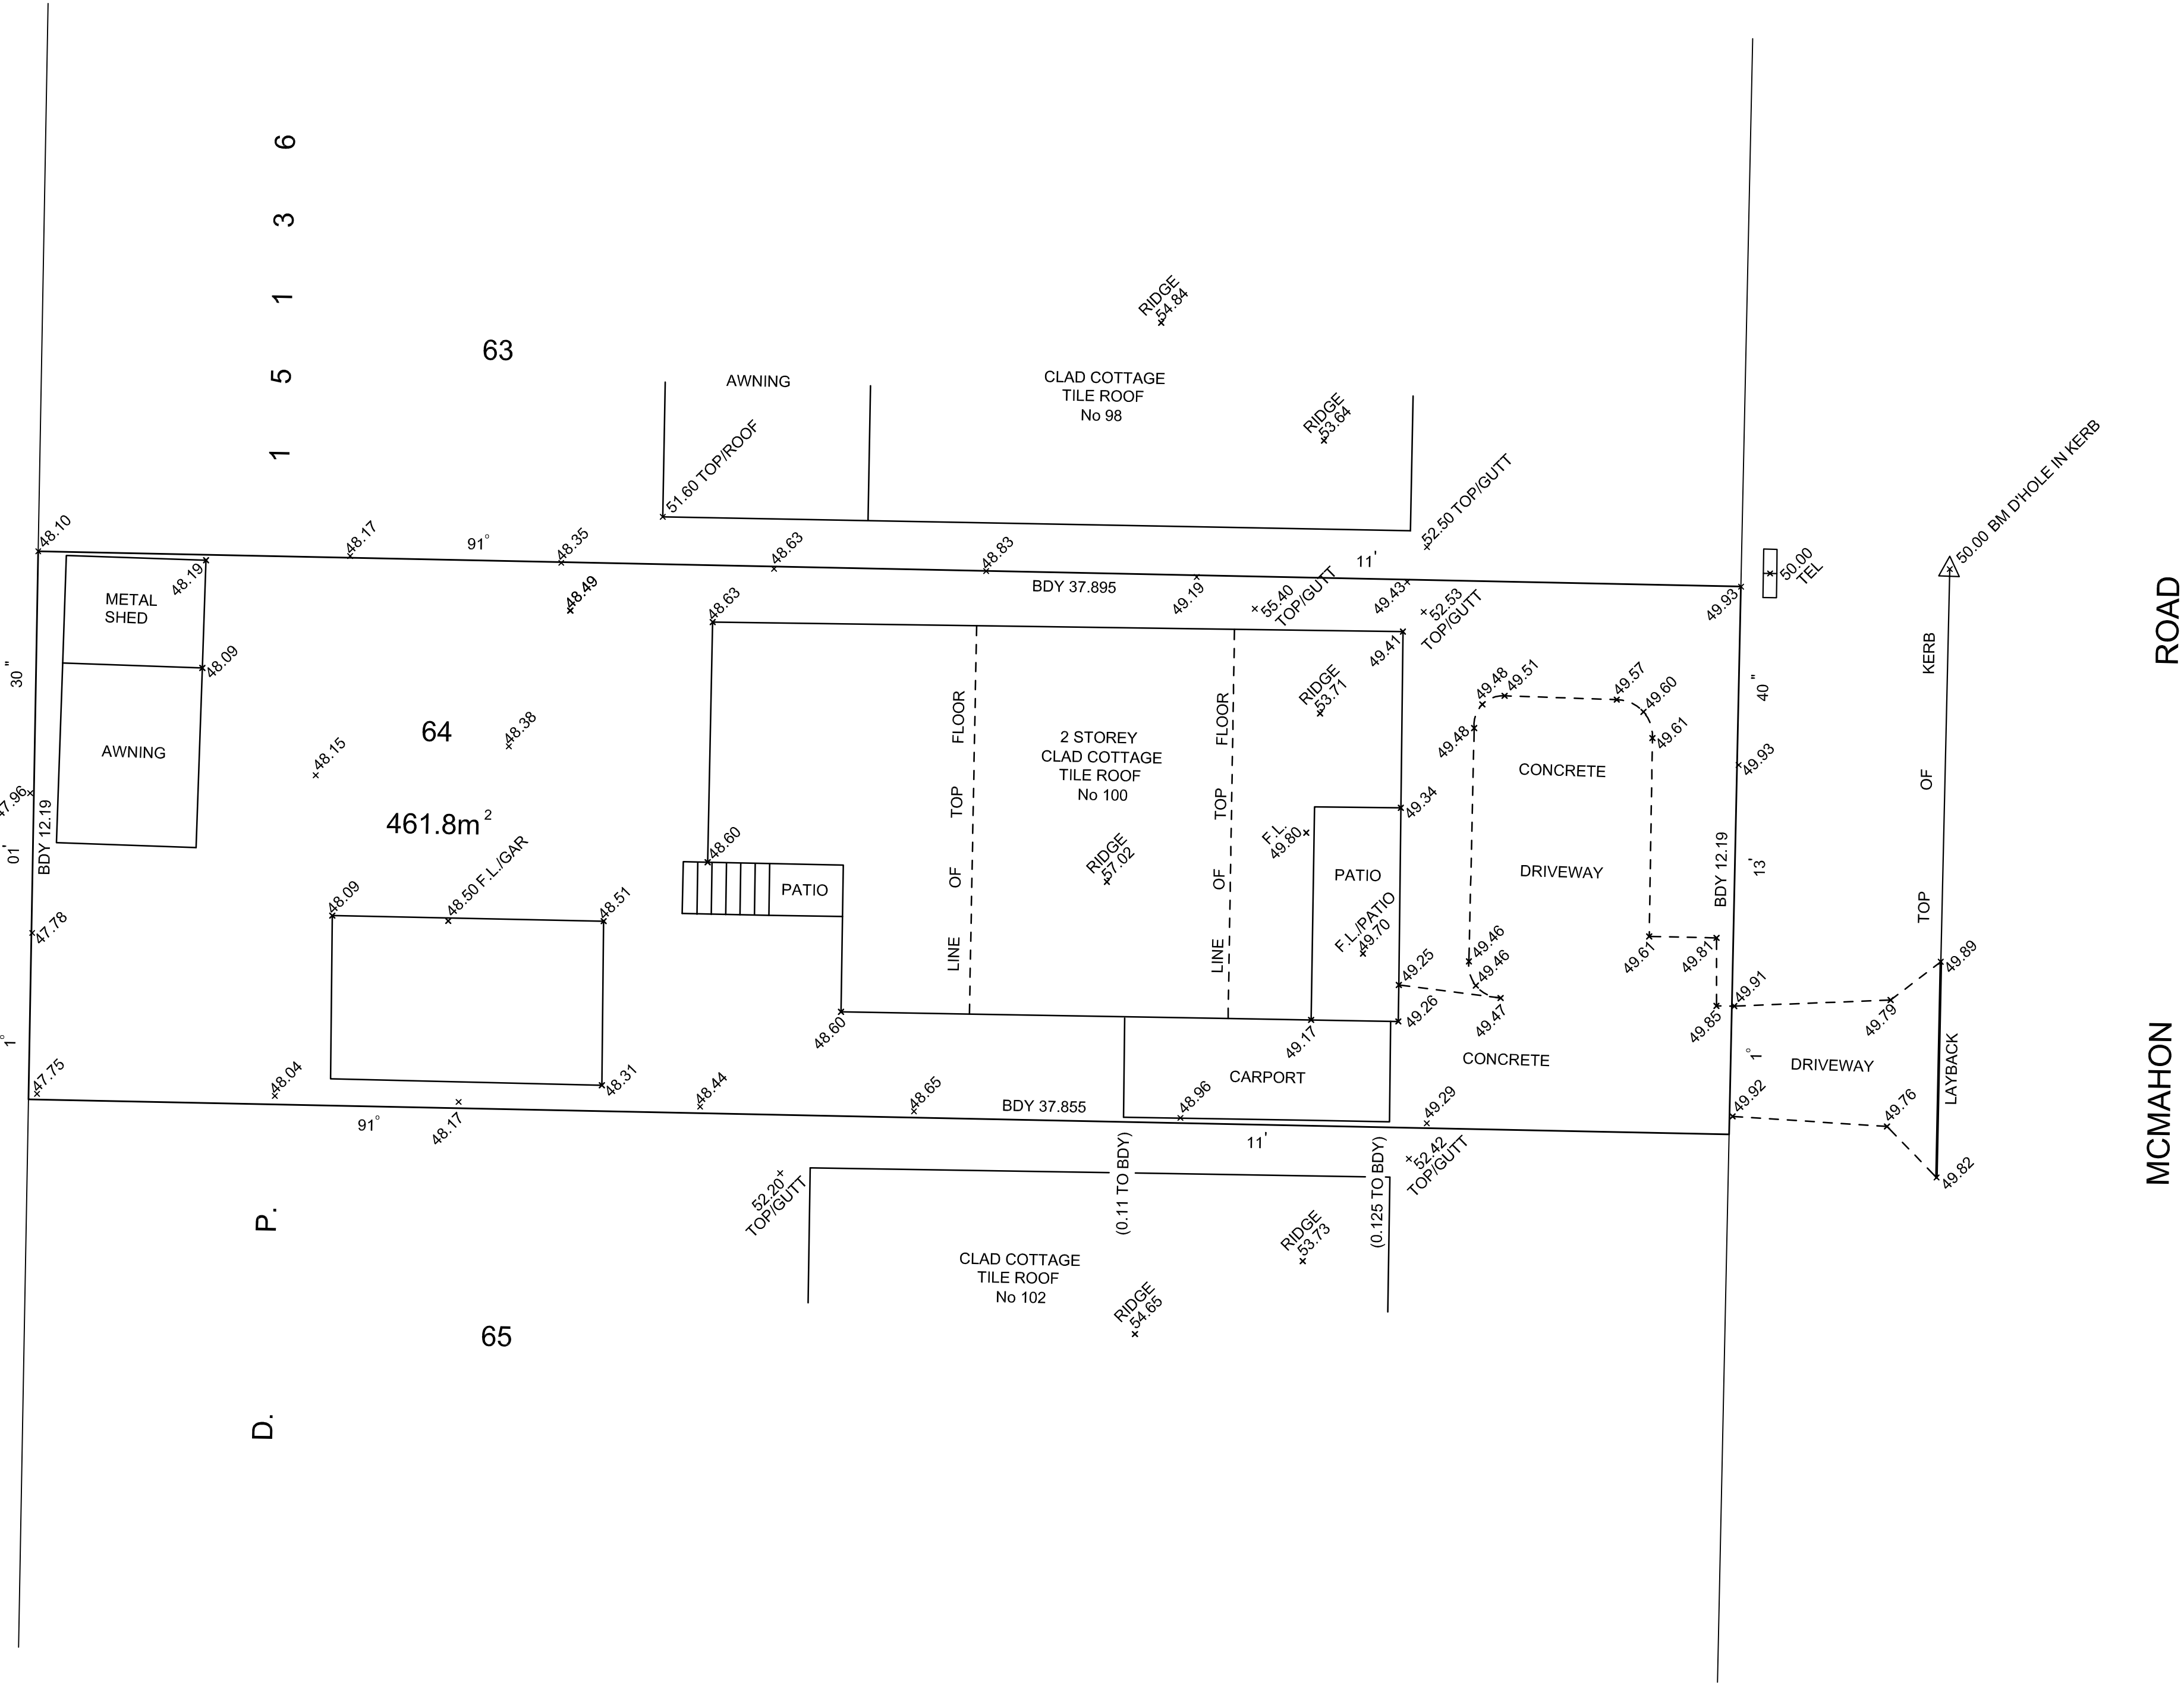 6
3
1
5
1
63
RIDGE
54.84
AWNING
CLAD COTTAGE
TILE ROOF
No 98
RIDGE
53.64
51.60 TOP/ROOF
52.50 TOP/GUTT
50.00 BM D'HOLE IN KERB
50.00
TEL
48.10
48.17
91°
48.35
48.63
48.83
11'
BDY 37.895
49.19
55.40
TOP/GUTT
49.43
52.53
TOP/GUTT
49.93
METAL
SHED
48.19
48.49
48.63
49.41
48.09
AWNING
30"
01'
1°
BDY 12.19
48.15
64
48.38
461.8m²
48.50 F.L./GAR
48.09
48.51
47.78
48.60
PATIO
LINE OF TOP FLOOR
2 STOREY
CLAD COTTAGE
TILE ROOF
No 100
RIDGE
57.02
LINE OF TOP FLOOR
RIDGE
53.71
F.L.
49.80
PATIO
F.L./PATIO
49.70
49.34
49.25
49.26
49.48
49.48
49.51
49.57
49.60
49.61
CONCRETE
DRIVEWAY
49.46
49.46
49.47
49.61
49.81
49.85
49.91
49.93
BDY 12.19
40"
13'
1°
TOP OF KERB
49.89
49.79
LAYBACK
DRIVEWAY
49.92
49.76
49.82
ROAD
MCMAHON
47.75
48.04
48.17
91°
48.31
48.44
48.60
48.65
BDY 37.855
CARPORT
48.96
49.17
CONCRETE
49.29
11'
(0.11 TO BDY)
(0.125 TO BDY)
52.42
TOP/GUTT
52.20
TOP/GUTT
CLAD COTTAGE
TILE ROOF
No 102
RIDGE
53.73
RIDGE
54.65
65
P.
D.